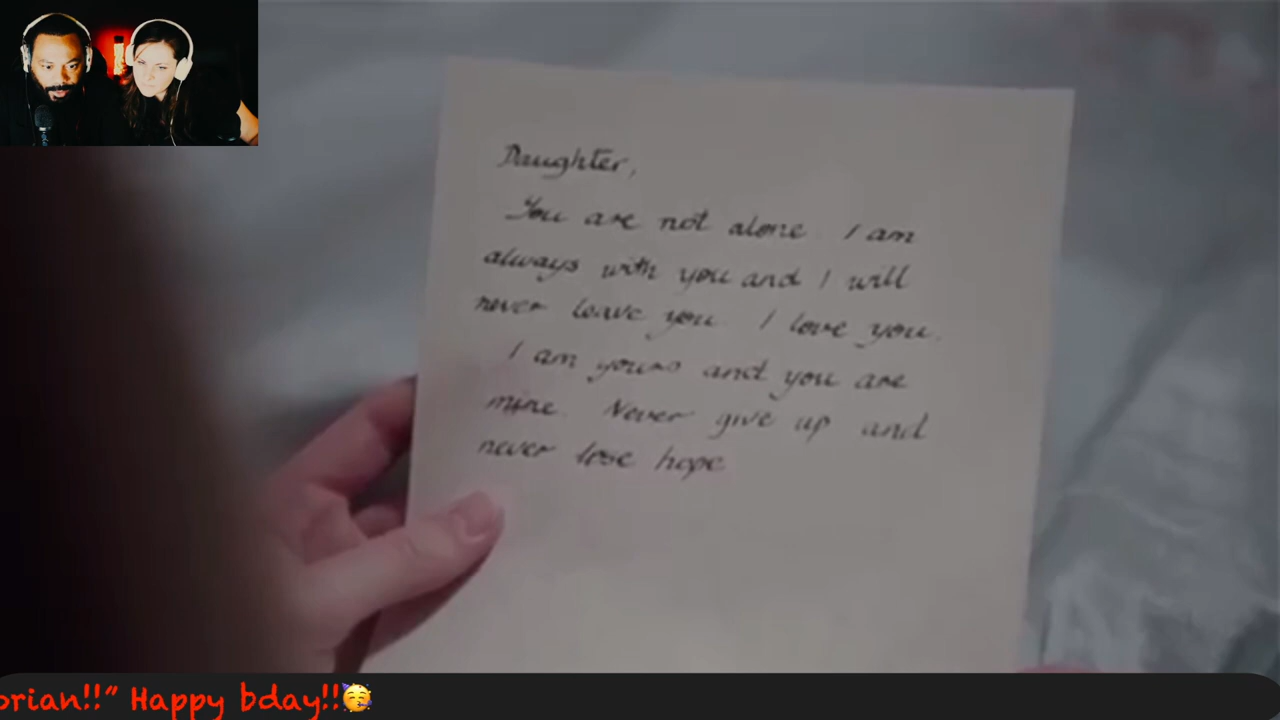 Daughter,
You are not alone I am
always with you and I will
never leave you I love you.
I am yours and you are
mine. Never give up and
never lose hope
orian!!" Happy bday!!🥳